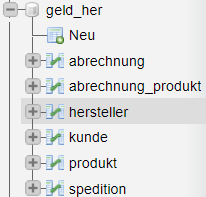 geld_her
Neu
abrechnung
abrechnung_produkt
hersteller
kunde
produkt
spedition